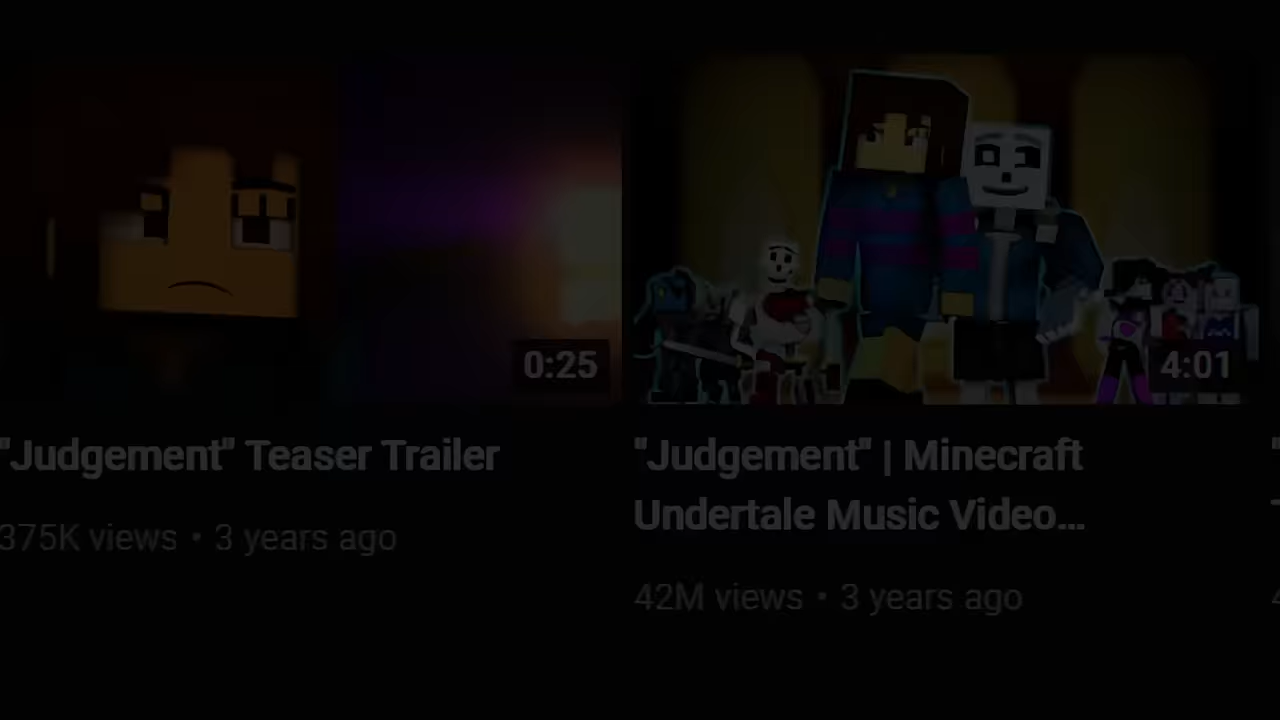 0:25
4:01
"Judgement" Teaser Trailer
375K views • 3 years ago
"Judgement" | Minecraft
Undertale Music Video...
42M views • 3 years ago